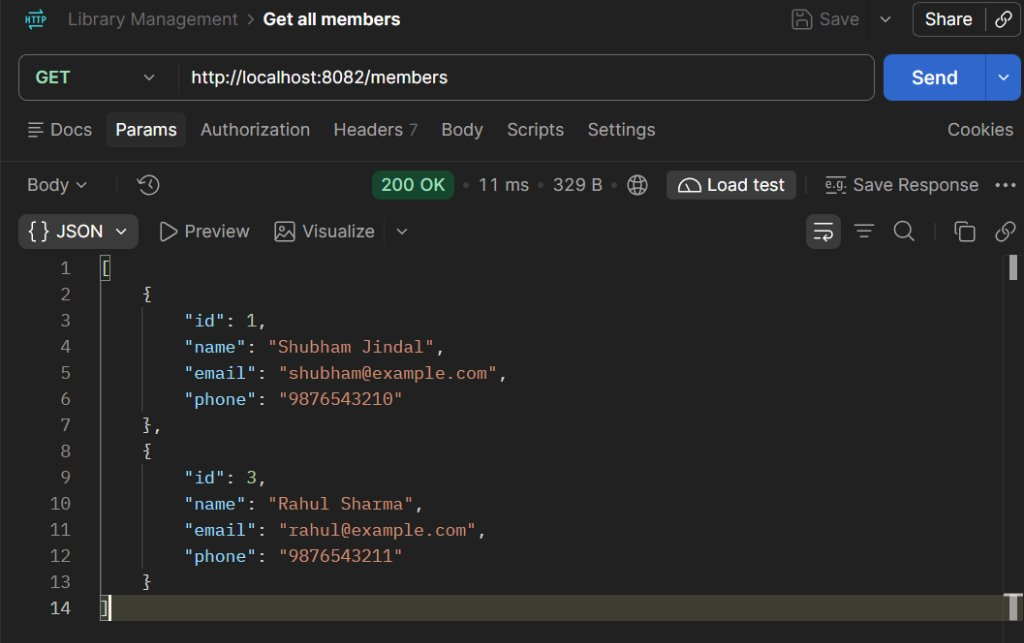 HTTP Library Management > Get all members Save Share
GET http://localhost:8082/members Send
Docs Params Authorization Headers 7 Body Scripts Settings Cookies
Body 200 OK • 11 ms • 329 B • Load test e.g. Save Response
{} JSON Preview Visualize
1 [
2 {
3 "id": 1,
4 "name": "Shubham Jindal",
5 "email": "shubham@example.com",
6 "phone": "9876543210"
7 },
8 {
9 "id": 3,
10 "name": "Rahul Sharma",
11 "email": "rahul@example.com",
12 "phone": "9876543211"
13 }
14 ]